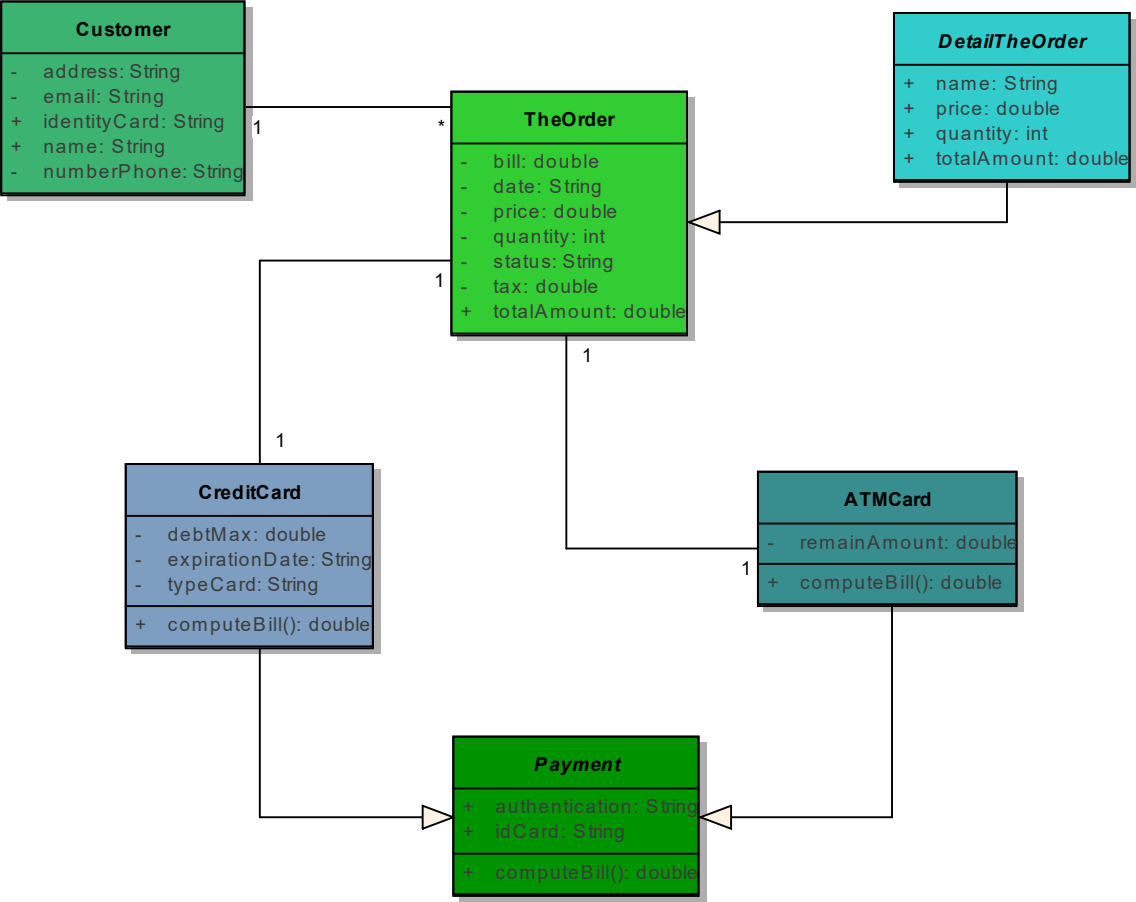 Customer
- address: String
- email: String
+ identityCard: String
+ name: String
- numberPhone: String
1
*
DetailTheOrder
+ name: String
+ price: double
+ quantity: int
+ totalAmount: double
TheOrder
- bill: double
- date: String
- price: double
- quantity: int
- status: String
- tax: double
+ totalAmount: double
1
1
1
1
CreditCard
- debtMax: double
- expirationDate: String
- typeCard: String
+ computeBill(): double
ATMCard
- remainAmount: double
+ computeBill(): double
Payment
+ authentication: String
+ idCard: String
+ computeBill(): double